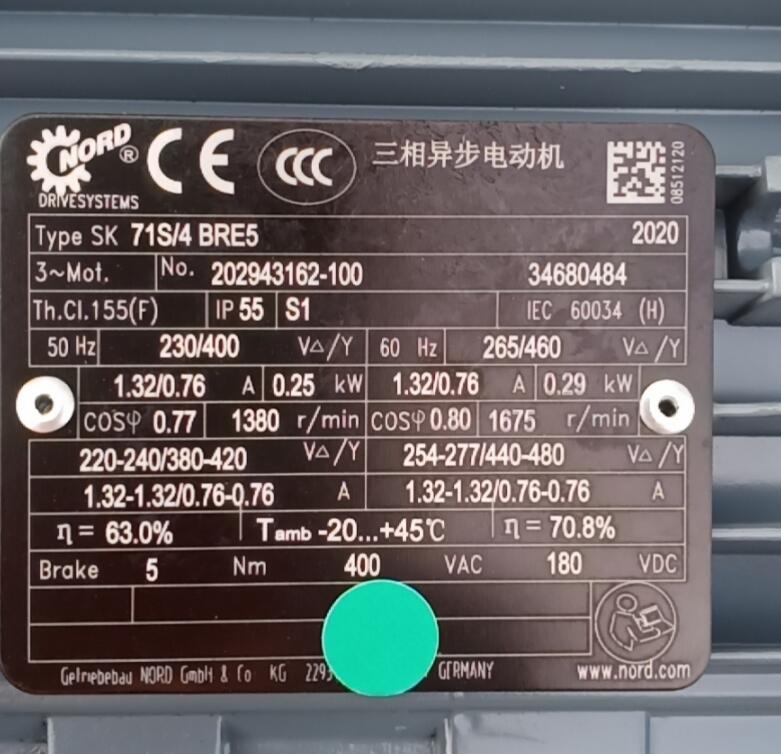 NORD ® CE CCC 三相异步电动机
DRIVESYSTEMS
08512120
Type SK 71S/4 BRE5 2020
3~Mot. No. 202943162-100 34680484
Th.Cl.155(F) IP 55 S1 IEC 60034 (H)
50 Hz 230/400 V△/Y 60 Hz 265/460 V△/Y
1.32/0.76 A 0.25 kW 1.32/0.76 A 0.29 kW
cosφ 0.77 1380 r/min cosφ 0.80 1675 r/min
220-240/380-420 V△/Y 254-277/440-480 V△/Y
1.32-1.32/0.76-0.76 A 1.32-1.32/0.76-0.76 A
η= 63.0% Tamb -20...+45℃ η= 70.8%
Brake 5 Nm 400 VAC 180 VDC
Getriebebau NORD GmbH & Co KG GERMANY www.nord.com